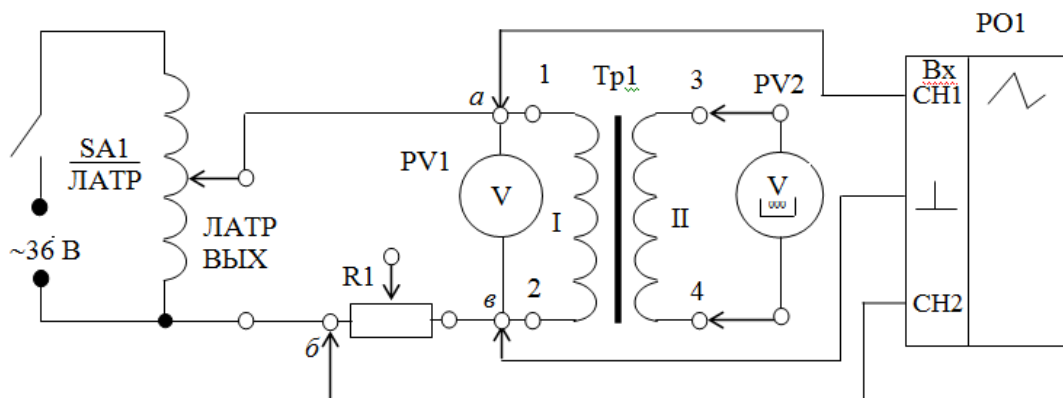 PO1
Вх
CH1
CH2
1
Тр1
3
PV2
а
SA1
ЛАТР
PV1
V
V
I
II
ЛАТР
ВЫХ
~36 В
R1
2
4
в
б